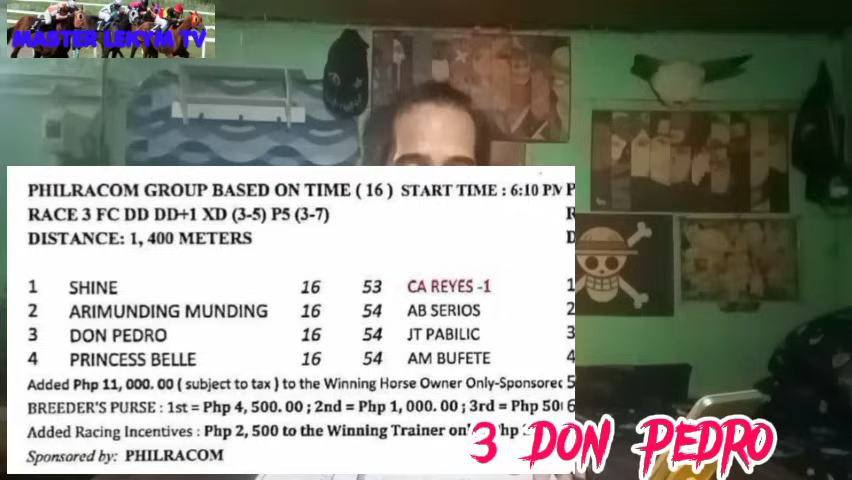 MASTER LEKYM TV
PHILRACOM GROUP BASED ON TIME ( 16 ) START TIME : 6:10 PM
RACE 3 FC DD DD+1 XD (3-5) P5 (3-7)
DISTANCE: 1, 400 METERS
1 SHINE 16 53 CA REYES -1
2 ARIMUNDING MUNDING 16 54 AB SERIOS
3 DON PEDRO 16 54 JT PABILIC
4 PRINCESS BELLE 16 54 AM BUFETE
Added Php 11, 000. 00 ( subject to tax ) to the Winning Horse Owner Only-Sponsored
BREEDER'S PURSE : 1st = Php 4, 500. 00 ; 2nd = Php 1, 000. 00 ; 3rd = Php 50
Added Racing Incentives : Php 2, 500 to the Winning Trainer
Sponsored by: PHILRACOM
3 DON PEDRO